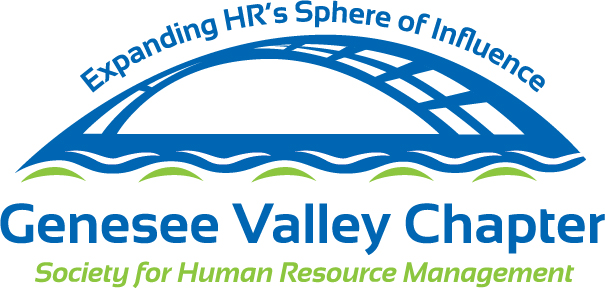 Expanding HR's Sphere of Influence
Genesee Valley Chapter
Society for Human Resource Management